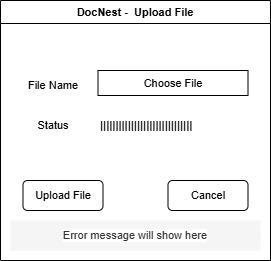 DocNest - Upload File
File Name
Choose File
Status
||||||||||||||||||||||||||||||
Upload File
Cancel
Error message will show here